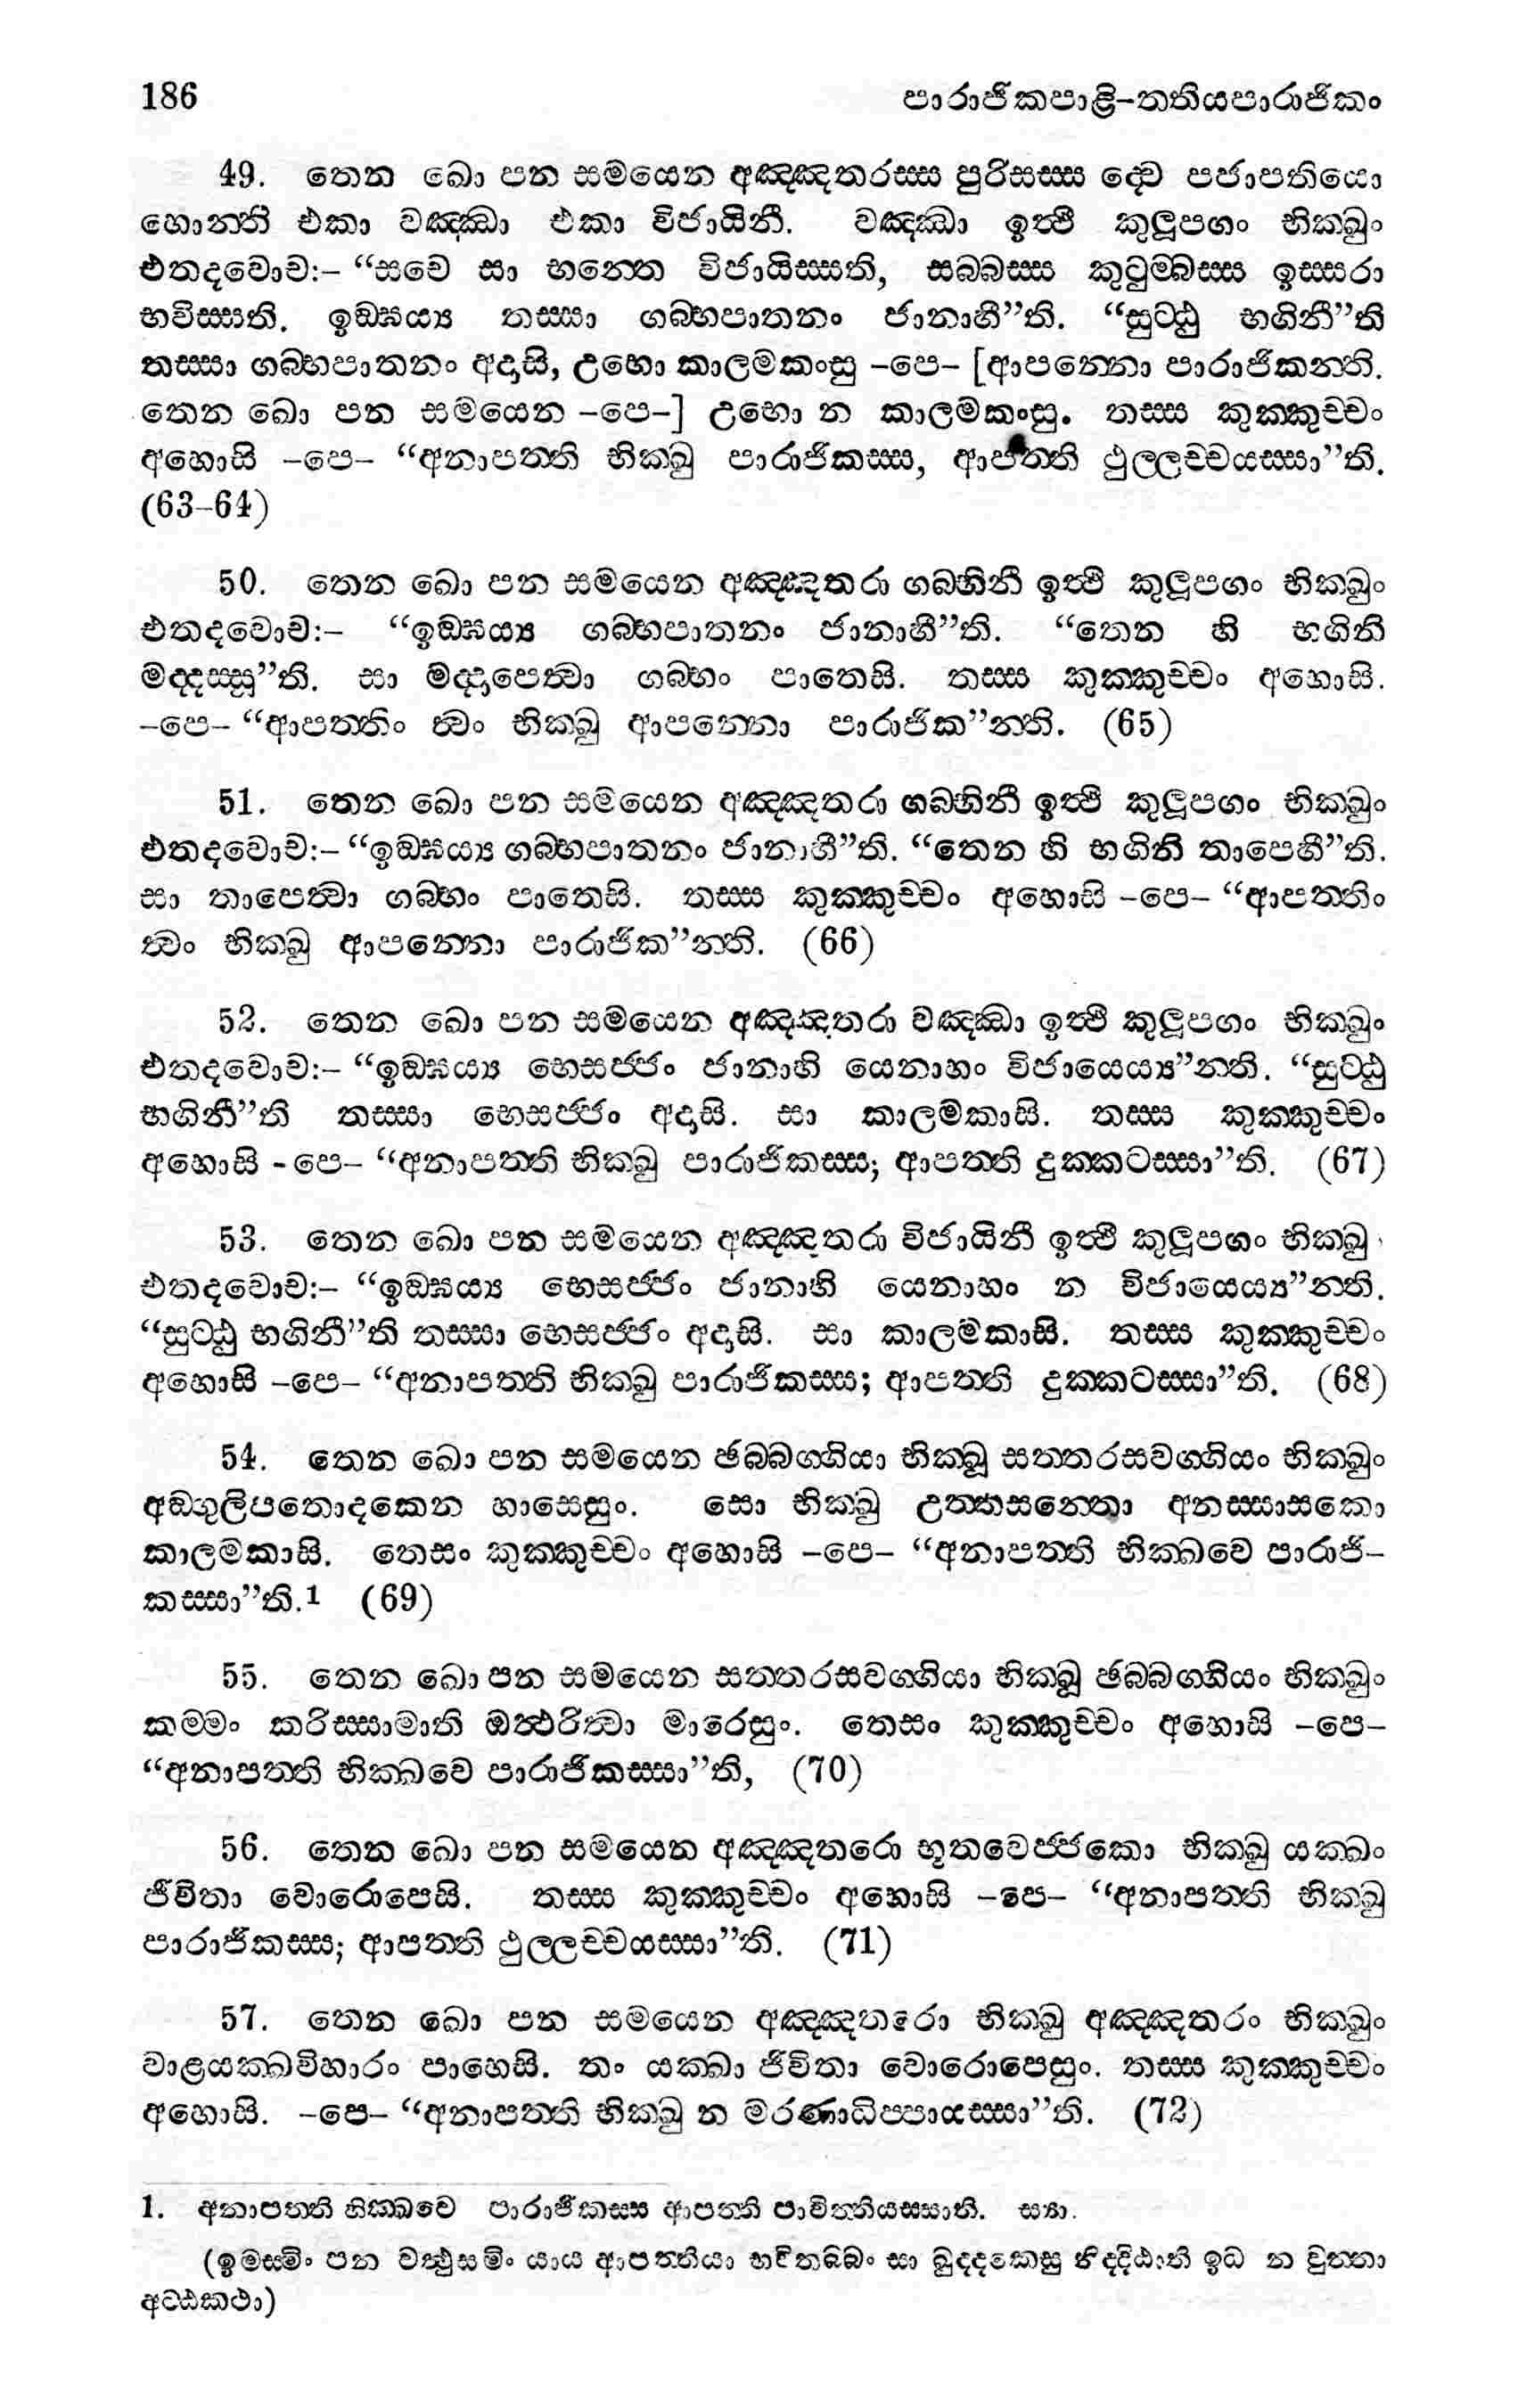 186 පාරාජිකපාළි–තතියපාරාජිකං
49. තෙන ඛො පන සමයෙන අඤ්ඤතරස්ස පුරිසස්ස ද්වෙ පජාපතියො
හොන්ති එකා වඤ්ඣා එකා විජායිනී. වඤ්ඣා ඉත්ථි කුලූපගං භික්ඛුං
එතදවොච:– “සචෙ සා භන්තෙ විජායිස්සති, සබ්බස්ස කුටුම්බස්ස ඉස්සරා
භවිස්සති. ඉඞ්ඝය්‍ය තස්සා ගබ්භපාතනං ජානාහී”ති. “සුට්ඨු භගිනී”ති
තස්සා ගබ්භපාතනං අදාසි, උභො කාලමකංසු –පෙ– [ආපන්නො පාරාජිකන්ති.
තෙන ඛො පන සමයෙන –පෙ–] උභො න කාලමකංසු. තස්ස කුක්කුච්චං
අහොසි –පෙ– “අනාපත්ති භික්ඛු පාරාජිකස්ස, ආපත්ති ථුල්ලච්චයස්සා”ති.
(63–64)
50. තෙන ඛො පන සමයෙන අඤ්ඤතරා ගබ්භිනී ඉත්ථි කුලූපගං භික්ඛුං
එතදවොච:– “ඉඞ්ඝය්‍ය ගබ්භපාතනං ජානාහී”ති. “තෙන හි භගිනි
මද්දස්සූ”ති. සා මද්දාපෙත්වා ගබ්භං පාතෙසි. තස්ස කුක්කුච්චං අහොසි.
–පෙ– “ආපත්තිං ත්වං භික්ඛු ආපන්නො පාරාජික”න්ති. (65)
51. තෙන ඛො පන සමයෙන අඤ්ඤතරා ගබ්භිනී ඉත්ථි කුලූපගං භික්ඛුං
එතදවොච:– “ඉඞ්ඝය්‍ය ගබ්භපාතනං ජානාහී”ති. “තෙන හි භගිනි තාපෙහී”ති.
සා තාපෙත්වා ගබ්භං පාතෙසි. තස්ස කුක්කුච්චං අහොසි –පෙ– “ආපත්තිං
ත්වං භික්ඛු ආපන්නො පාරාජික”න්ති. (66)
52. තෙන ඛො පන සමයෙන අඤ්ඤතරා වඤ්ඣා ඉත්ථි කුලූපගං භික්ඛුං
එතදවොච:– “ඉඞ්ඝය්‍ය භෙසජ්ජං ජානාහි යෙනාහං විජායෙය්‍ය”න්ති. “සුට්ඨු
භගිනී”ති තස්සා භෙසජ්ජං අදාසි. සා කාලමකාසි. තස්ස කුක්කුච්චං
අහොසි –පෙ– “අනාපත්ති භික්ඛු පාරාජිකස්ස; ආපත්ති දුක්කටස්සා”ති. (67)
53. තෙන ඛො පන සමයෙන අඤ්ඤතරා විජායිනී ඉත්ථි කුලූපගං භික්ඛු
එතදවොච:– “ඉඞ්ඝය්‍ය භෙසජ්ජං ජානාහි යෙනාහං න විජායෙය්‍ය”න්ති.
“සුට්ඨු භගිනී”ති තස්සා භෙසජ්ජං අදාසි. සා කාලමකාසි. තස්ස කුක්කුච්චං
අහොසි –පෙ– “අනාපත්ති භික්ඛු පාරාජිකස්ස; ආපත්ති දුක්කටස්සා”ති. (68)
54. තෙන ඛො පන සමයෙන ඡබ්බග්ගියා භික්ඛූ සත්තරසවග්ගියං භික්ඛුං
අඞ්ගුලිපතොදකෙන හාසෙසුං. සො භික්ඛු උත්තසන්තො අනස්සාසකො
කාලමකාසි. තෙසං කුක්කුච්චං අහොසි –පෙ– “අනාපත්ති භික්ඛවෙ පාරාජි–
කස්සා”ති.1 (69)
55. තෙන ඛො පන සමයෙන සත්තරසවග්ගියා භික්ඛූ ඡබ්බග්ගියං භික්ඛුං
කම්මං කරිස්සාමාති ඔත්ථරිත්වා මාරෙසුං. තෙසං කුක්කුච්චං අහොසි –පෙ–
“අනාපත්ති භික්ඛවෙ පාරාජිකස්සා”ති, (70)
56. තෙන ඛො පන සමයෙන අඤ්ඤතරො භූතවෙජ්ජකො භික්ඛු යක්ඛං
ජීවිතා වොරොපෙසි. තස්ස කුක්කුච්චං අහොසි –පෙ– “අනාපත්ති භික්ඛු
පාරාජිකස්ස; ආපත්ති ථුල්ලච්චයස්සා”ති. (71)
57. තෙන ඛො පන සමයෙන අඤ්ඤතරො භික්ඛු අඤ්ඤතරං භික්ඛුං
වාළයක්ඛවිහාරං පාහෙසි. තං යක්ඛා ජීවිතා වොරොපෙසුං. තස්ස කුක්කුච්චං
අහොසි. –පෙ– “අනාපත්ති භික්ඛු න මරණාධිප්පායස්සා”ති. (72)
1. අනාපත්ති භික්ඛවෙ පාරාජිකස්ස ආපත්ති පාචිත්තියස්සාති. ස්‍යා.
(ඉමස්මිං පන වත්ථුස්මිං යාය ආපත්තියා භවිතබ්බං සා ඛුද්දකෙසු නිද්දිඨාති ඉධ න වුත්තා
අට්ඨකථා)